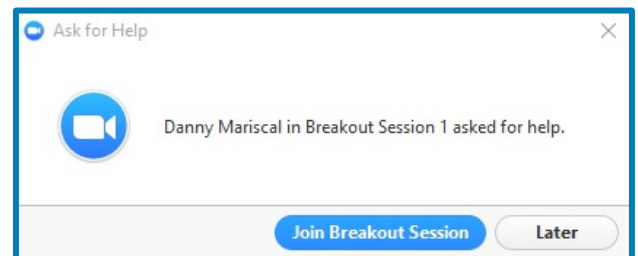 Ask for Help
Danny Mariscal in Breakout Session 1 asked for help.
Join Breakout Session Later